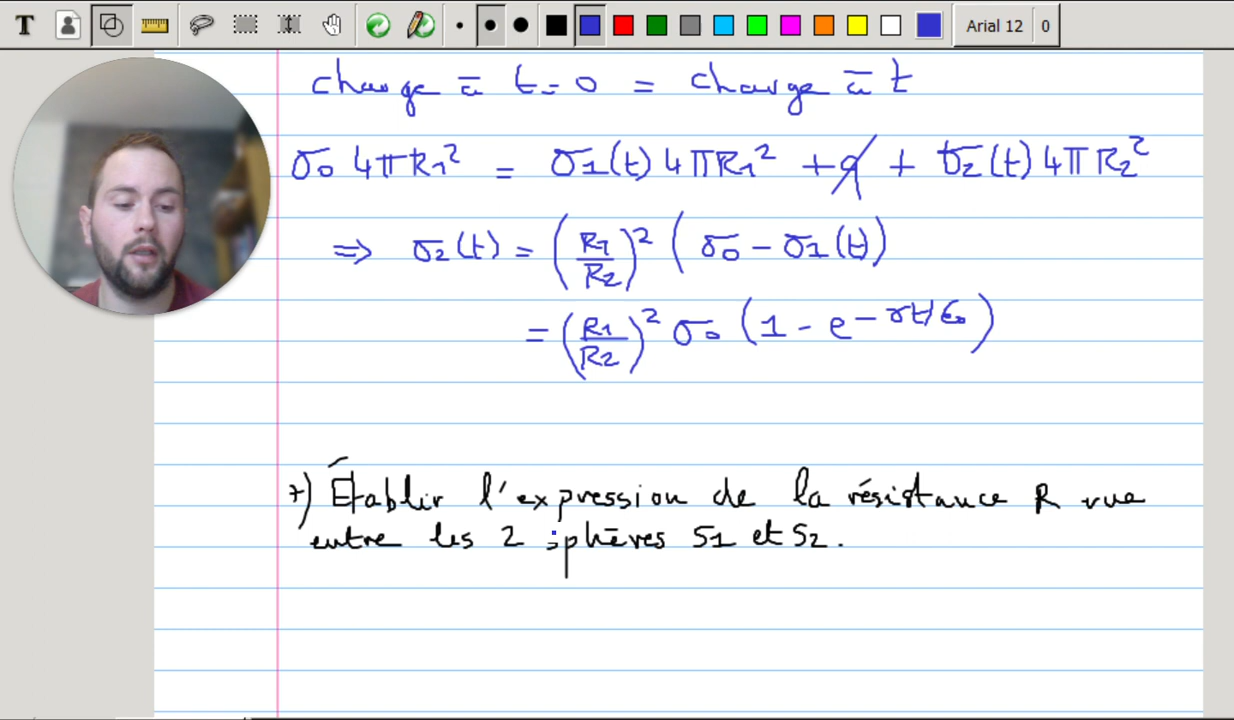 T Arial 12 0
charge à t=0 = charge à t
σ₀ 4πR₁² = σ1(t) 4πR₁² + q + σ₂(t) 4πR₂²
=> σ₂(t) = (R1/R2)² (σ₀ - σ1(t))
= (R1/R2)² σ₀ (1 - e^(-γt/ε₀))
7) Établir l'expression de la résistance R vue
entre les 2 sphères S1 et S2.